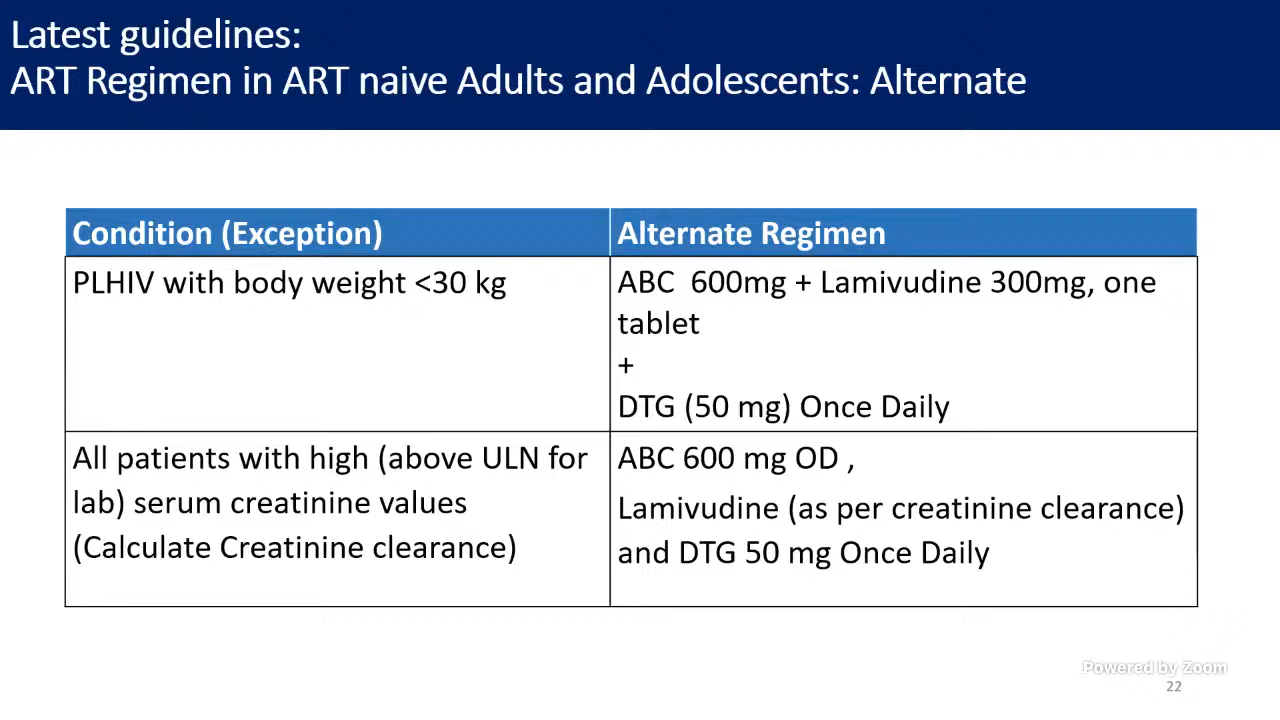 Latest guidelines:
ART Regimen in ART naive Adults and Adolescents: Alternate
Condition (Exception)
Alternate Regimen
PLHIV with body weight <30 kg
ABC 600mg + Lamivudine 300mg, one
tablet
+
DTG (50 mg) Once Daily
All patients with high (above ULN for
lab) serum creatinine values
(Calculate Creatinine clearance)
ABC 600 mg OD ,
Lamivudine (as per creatinine clearance)
and DTG 50 mg Once Daily
Powered by Zoom
22